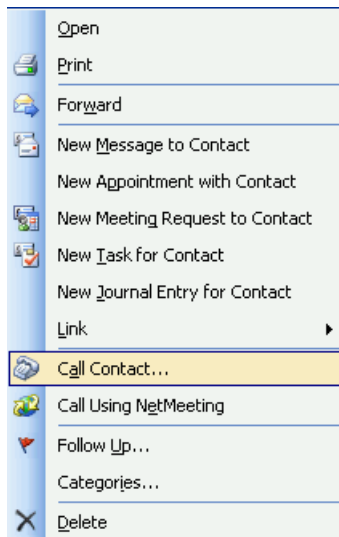 Open
Print
Forward
New Message to Contact
New Appointment with Contact
New Meeting Request to Contact
New Task for Contact
New Journal Entry for Contact
Link
Call Contact...
Call Using NetMeeting
Follow Up...
Categories...
Delete